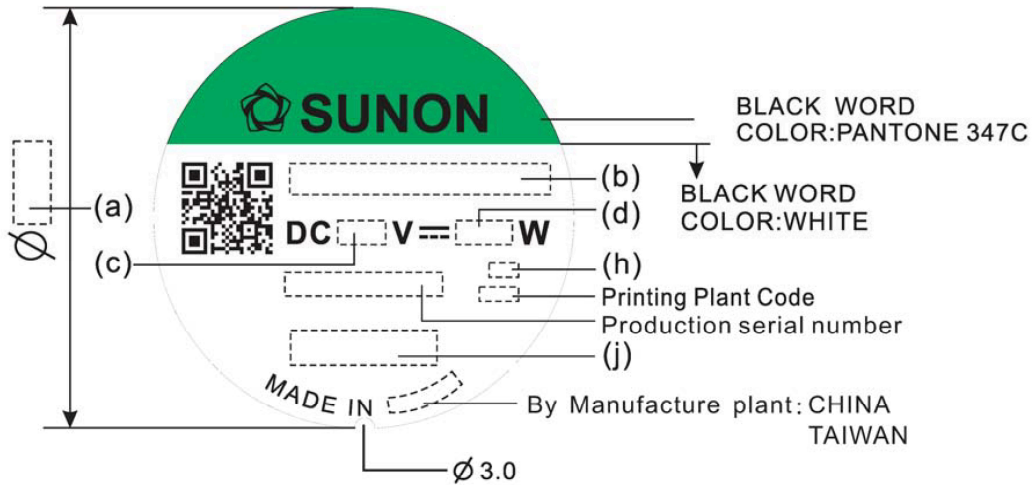 SUNON
BLACK WORD
COLOR:PANTONE 347C
(b)
BLACK WORD
COLOR:WHITE
(a)
(d)
DC V⎓ W
Ø
(c)
(h)
Printing Plant Code
Production serial number
(j)
MADE IN
By Manufacture plant: CHINA
TAIWAN
Ø 3.0